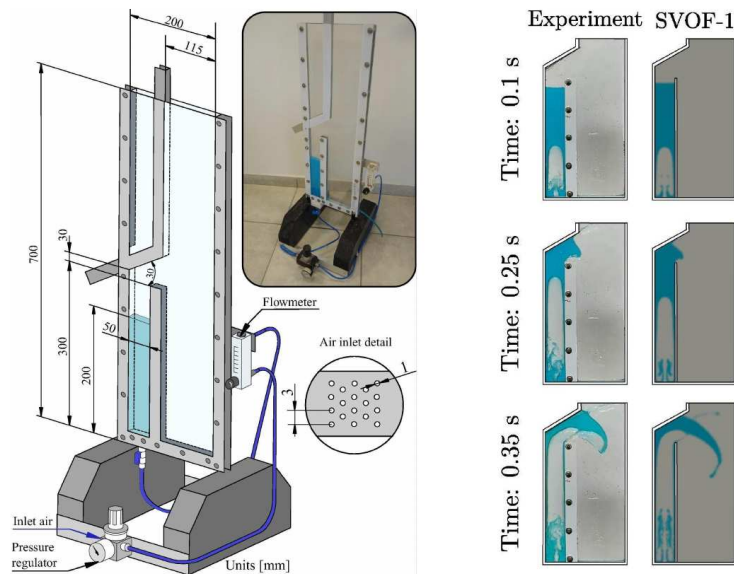 200
115
700
30
300
30
50
200
Flowmeter
Air inlet detail
1
3
Inlet air
Pressure
regulator
Units [mm]
Experiment SVOF-1
Time: 0.1 s
Time: 0.25 s
Time: 0.35 s